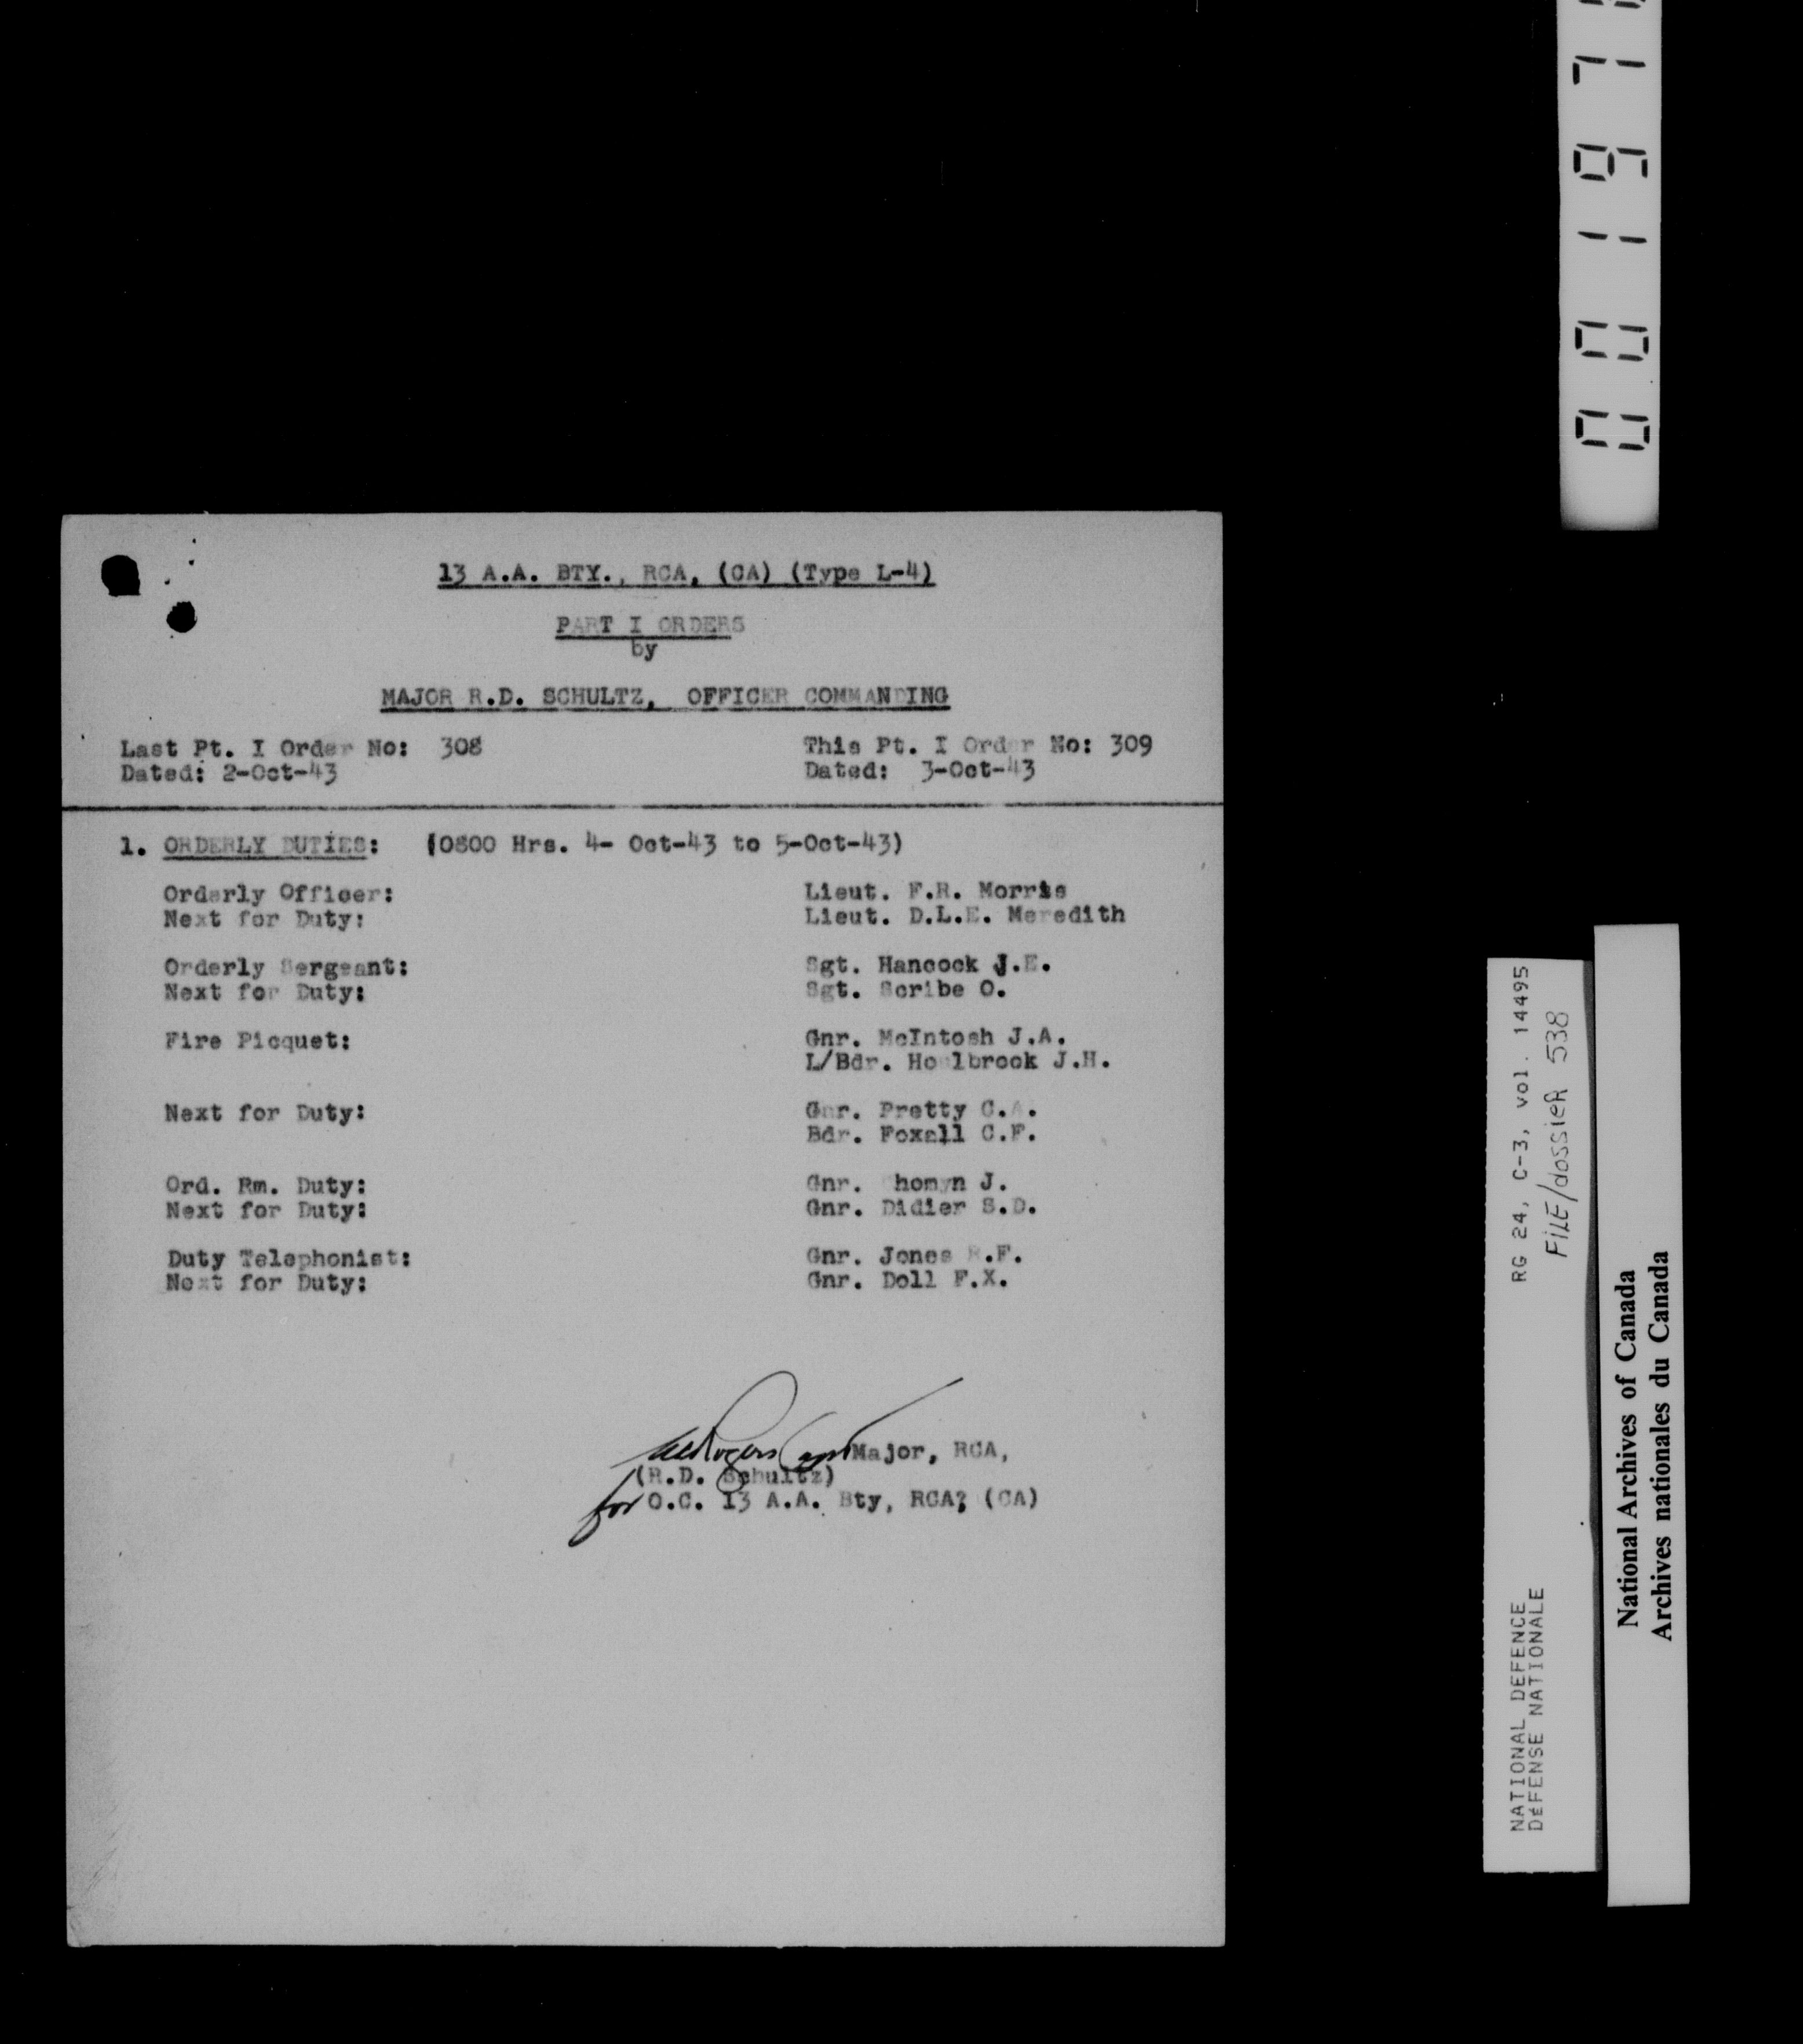 13 A.A. BTY., RCA, (CA) (Type L-4)
PART I ORDERS
by
MAJOR R.D. SCHULTZ, OFFICER COMMANDING
Last Pt. I Order No: 308
Dated: 2-Oct-43
This Pt. I Order No: 309
Dated: 3-Oct-43
1. ORDERLY DUTIES: (0800 Hrs. 4- Oct-43 to 5-Oct-43)
Orderly Officer: Lieut. F.R. Morris
Next for Duty: Lieut. D.L.E. Meredith
Orderly Sergeant: Sgt. Hancock J.E.
Next for Duty: Sgt. Scribe O.
Fire Picquet: Gnr. McIntosh J.A.
L/Bdr. J.H.
Next for Duty: Gnr. Pretty C.A.
Bdr. Foxall C.F.
Ord. Rm. Duty: Gnr. J.
Next for Duty: Gnr. Didier S.D.
Duty Telephonist: Gnr. Jones R.F.
Next for Duty: Gnr. Doll F.X.
Rogers Capt Major, RCA,
(R.D. Schultz)
for O.C. 13 A.A. Bty, RCA, (CA)
RG 24, C-3, vol. 14495
FILE/dossier 538
NATIONAL DEFENCE
DéFENSE NATIONALE
National Archives of Canada
Archives nationales du Canada